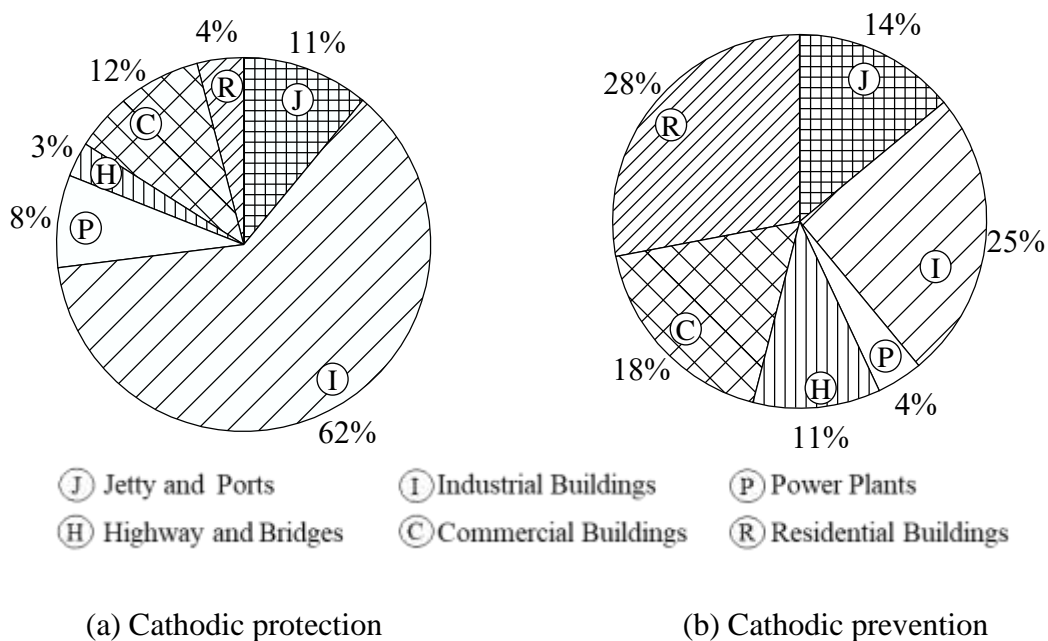 4% 11%
12%
R
J
C
3%
H
8%
P
I
62%
14%
28%
J
R
25%
I
C
P
18%
H
4%
11%
J Jetty and Ports I Industrial Buildings P Power Plants
H Highway and Bridges C Commercial Buildings R Residential Buildings
(a) Cathodic protection (b) Cathodic prevention